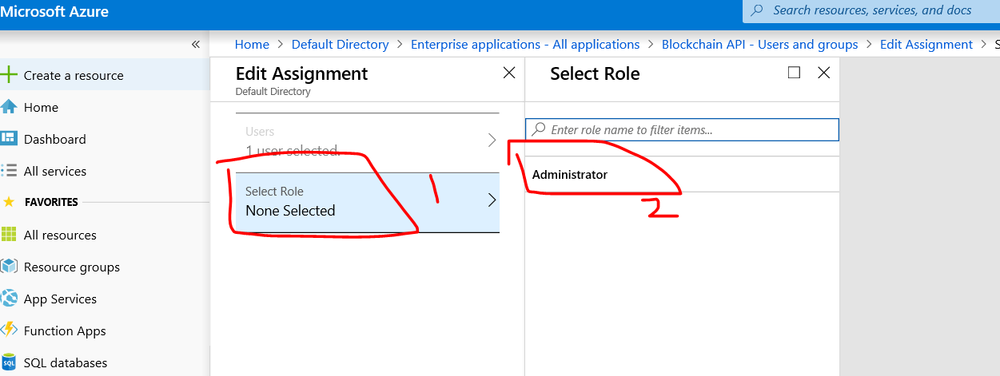 Microsoft Azure
Search resources, services, and docs
«
Home > Default Directory > Enterprise applications - All applications > Blockchain API - Users and groups > Edit Assignment > S
Create a resource
Home
Dashboard
All services
FAVORITES
All resources
Resource groups
App Services
Function Apps
SQL
SQL databases
Edit Assignment
Default Directory
Users
1 user selected.
Select Role
None Selected
1
Select Role
Enter role name to filter items...
Administrator
2